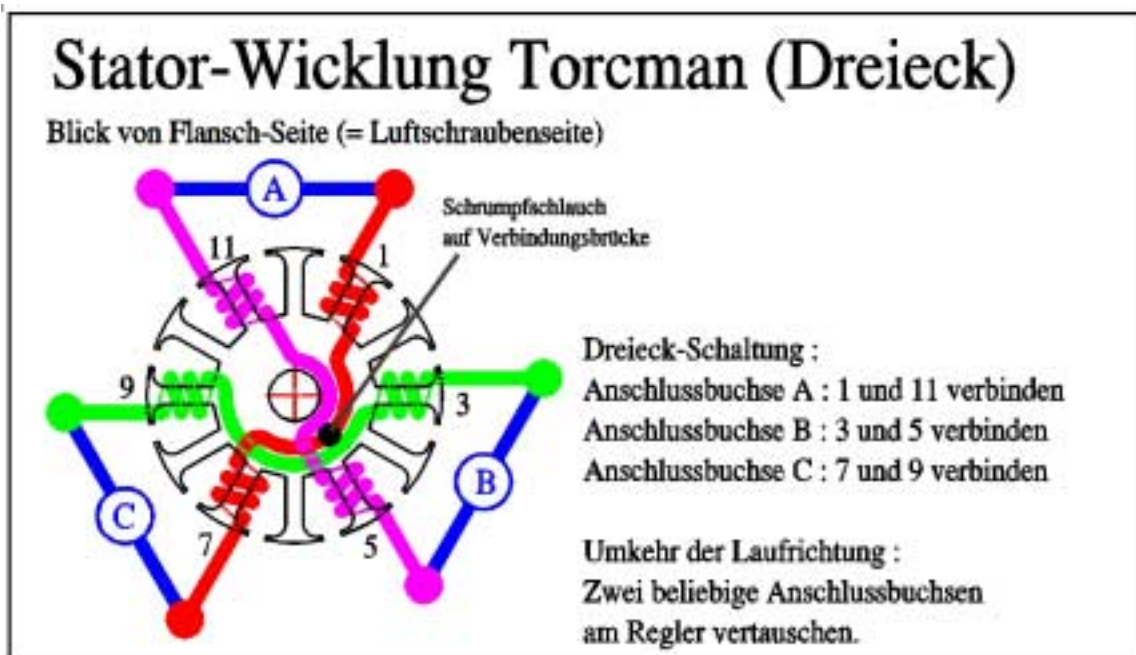 Stator-Wicklung Torcman (Dreieck)
Blick von Flansch-Seite (= Luftschraubenseite)
A
Schrumpfschlauch
auf Verbindungsbrücke
11
1
9
3
Dreieck-Schaltung :
Anschlussbuchse A : 1 und 11 verbinden
Anschlussbuchse B : 3 und 5 verbinden
Anschlussbuchse C : 7 und 9 verbinden
B
C
7
5
Umkehr der Laufrichtung :
Zwei beliebige Anschlussbuchsen
am Regler vertauschen.